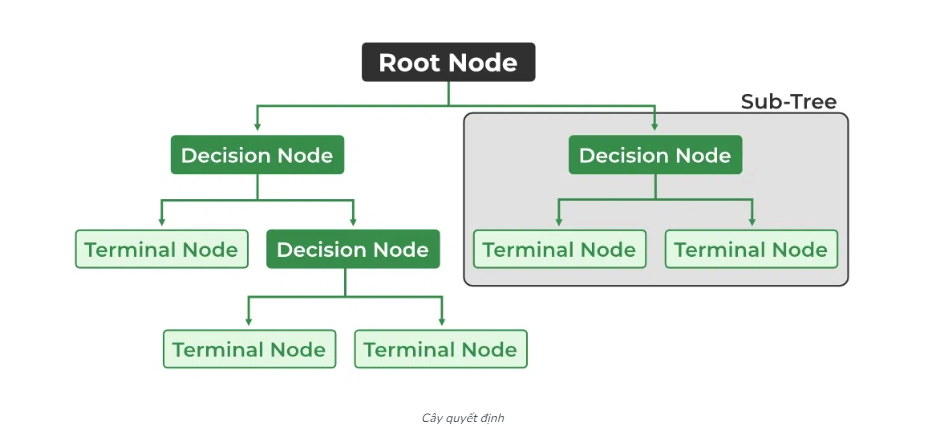 Root Node
Sub-Tree
Decision Node
Decision Node
Terminal Node
Decision Node
Terminal Node
Terminal Node
Terminal Node
Terminal Node
Cây quyết định